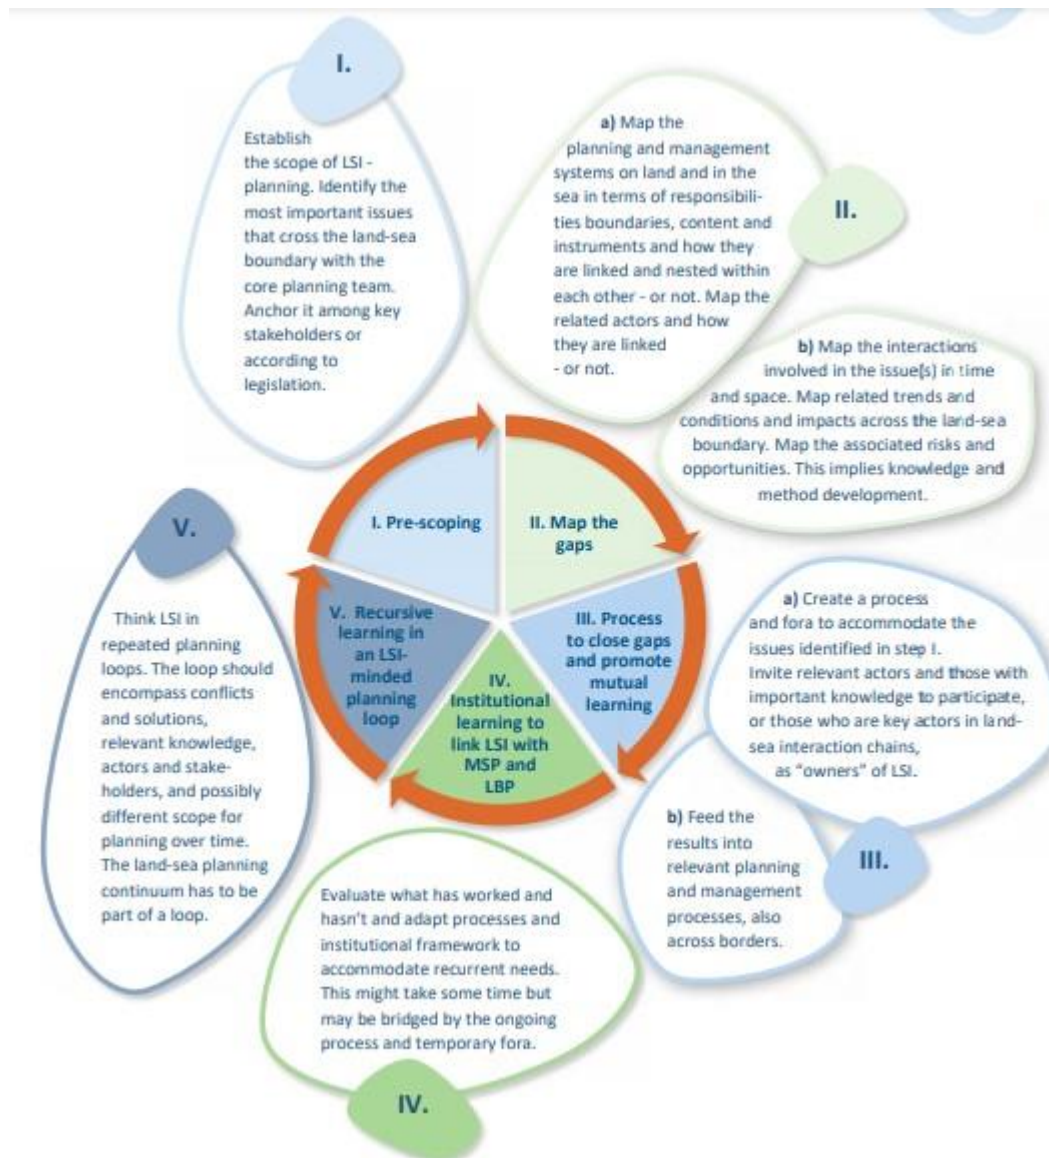 I.
Establish
the scope of LSI -
planning. Identify the
most important issues
that cross the land-sea
boundary with the
core planning team.
Anchor it among key
stakeholders or
according to
legislation.
II.
a) Map the
planning and management
systems on land and in the
sea in terms of responsibili-
ties boundaries, content and
instruments and how they
are linked and nested within
each other - or not. Map the
related actors and how
they are linked
- or not.
b) Map the interactions
involved in the issue(s) in time
and space. Map related trends and
conditions and impacts across the land-sea
boundary. Map the associated risks and
opportunities. This implies knowledge and
method development.
I. Pre-scoping
II. Map the
gaps
III. Process
to close gaps
and promote
mutual
learning
IV.
Institutional
learning to
link LSI with
MSP and
LBP
V. Recursive
learning in
an LSI-
minded
planning
loop
a) Create a process
and fora to accommodate the
issues identified in step I.
Invite relevant actors and those with
important knowledge to participate,
or those who are key actors in land-
sea interaction chains,
as "owners" of LSI.
b) Feed the
results into
relevant planning
and management
processes, also
across borders.
III.
Evaluate what has worked and
hasn't and adapt processes and
institutional framework to
accommodate recurrent needs.
This might take some time but
may be bridged by the ongoing
process and temporary fora.
IV.
V.
Think LSI in
repeated planning
loops. The loop should
encompass conflicts
and solutions,
relevant knowledge,
actors and stake-
holders, and possibly
different scope for
planning over time.
The land-sea planning
continuum has to be
part of a loop.